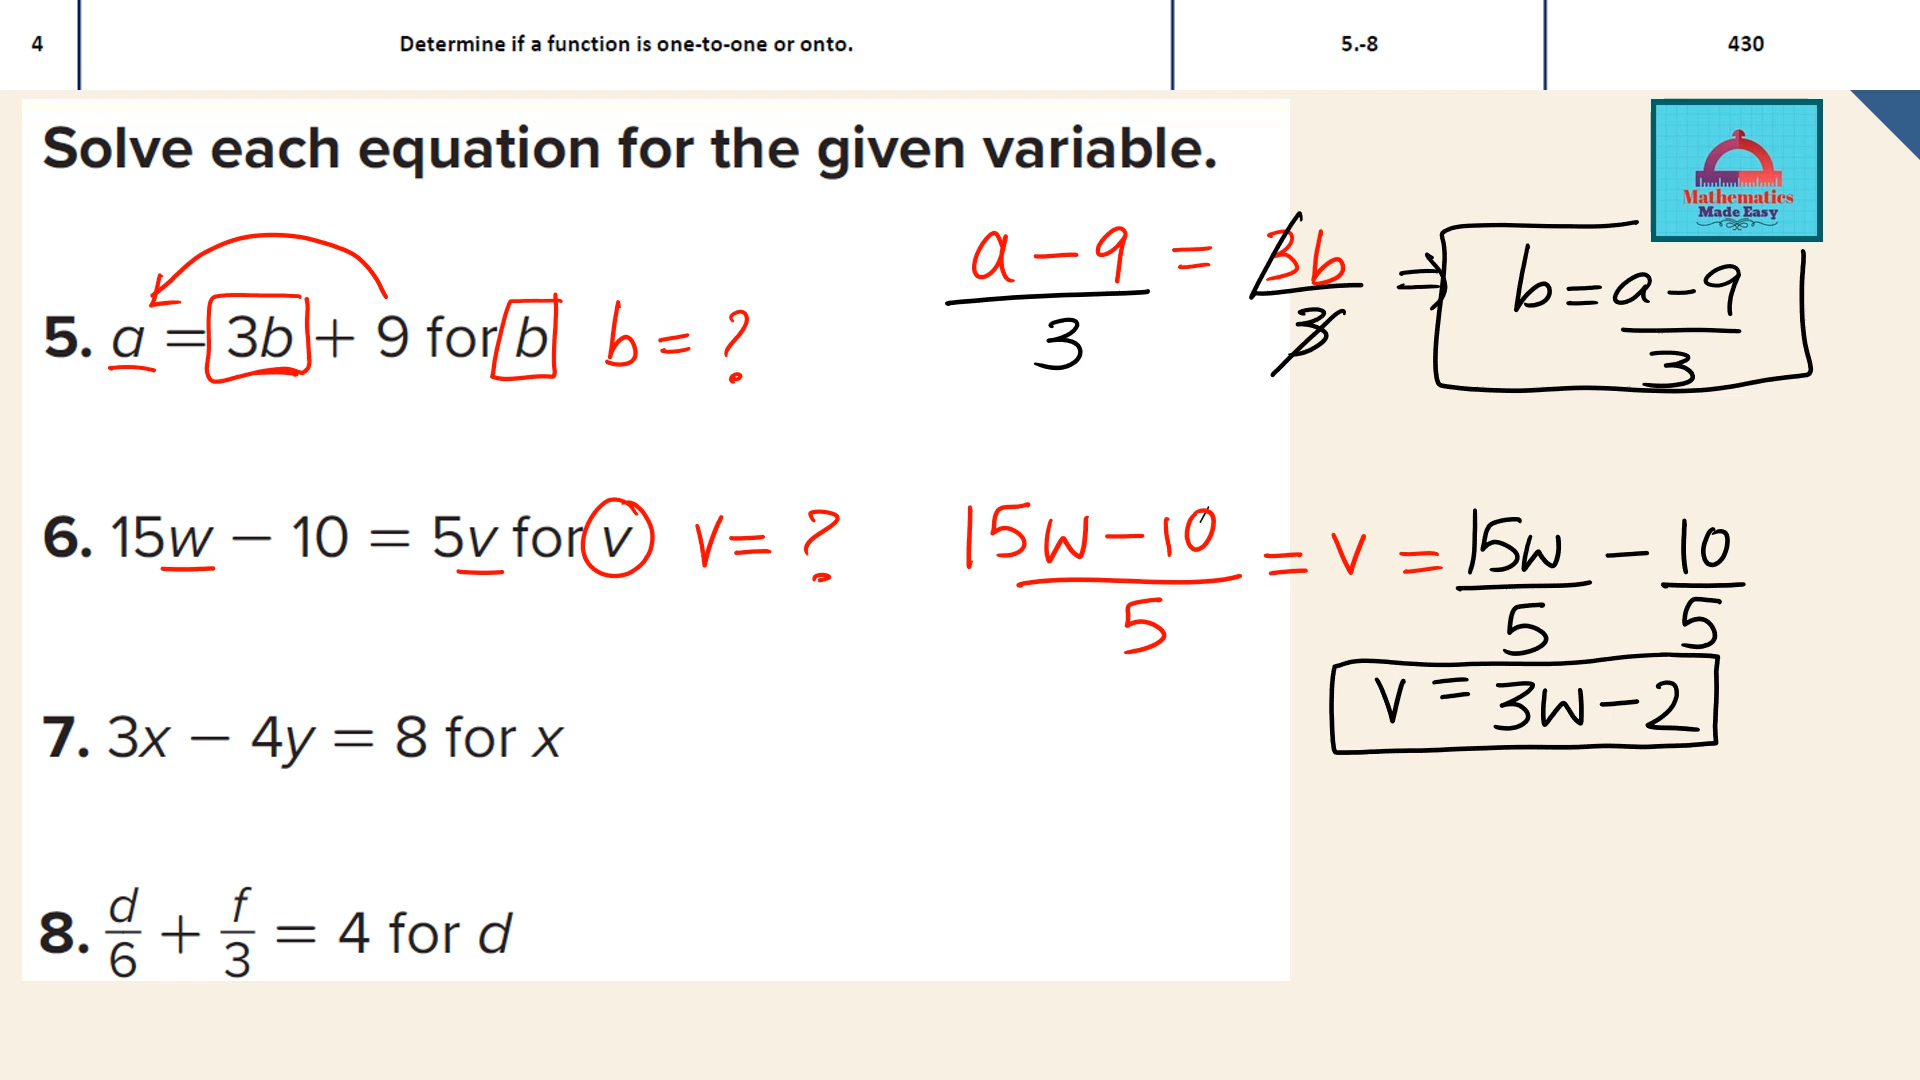 4 Determine if a function is one-to-one or onto. 5.-8 430
Mathematics
Made Easy
Solve each equation for the given variable.
5. a = 3b + 9 for b b = ?
a - 9 = 3b ⇒ b = a - 9
3 3 3
6. 15w − 10 = 5v for v v = ?
15w - 10 = v = 15w - 10
5 5 5
v = 3w - 2
7. 3x − 4y = 8 for x
8. d/6 + f/3 = 4 for d